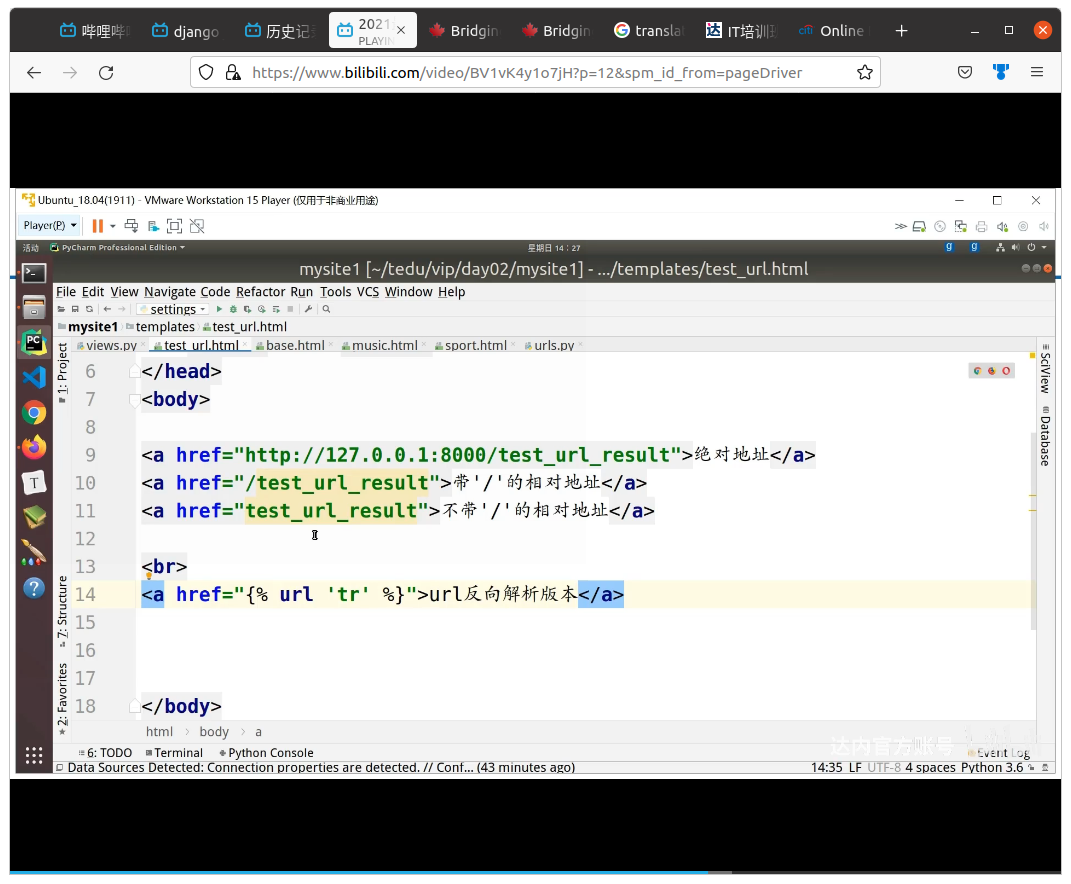 哔哩哔
django
历史记
2021
PLAYIN
Bridgin
Bridgin
translat
IT培训
citi
Online
https://www.bilibili.com/video/BV1vK4y1o7jH?p=12&spm_id_from=pageDriver
Ubuntu_18.04(1911) - VMware Workstation 15 Player (仅用于非商业用途)
Player(P)
活动 PyCharm Professional Edition 星期日 14：27
mysite1 [~/tedu/vip/day02/mysite1] - .../templates/test_url.html
File Edit View Navigate Code Refactor Run Tools VCS Window Help
settings
mysite1 templates test_url.html
views.py test_url.html base.html music.html sport.html urls.py
1: Project
7: Structure
2: Favorites
6 </head>
7 <body>
8
9 <a href="http://127.0.0.1:8000/test_url_result">绝对地址</a>
10 <a href="/test_url_result">带'/'的相对地址</a>
11 <a href="test_url_result">不带'/'的相对地址</a>
12
13 <br>
14 <a href="{% url 'tr' %}">url反向解析版本</a>
15
16
17
18 </body>
SciView
Database
html body a
达内官方账号
6: TODO Terminal Python Console Event Log
Data Sources Detected: Connection properties are detected. // Conf... (43 minutes ago) 14:35 LF UTF-8 4 spaces Python 3.6